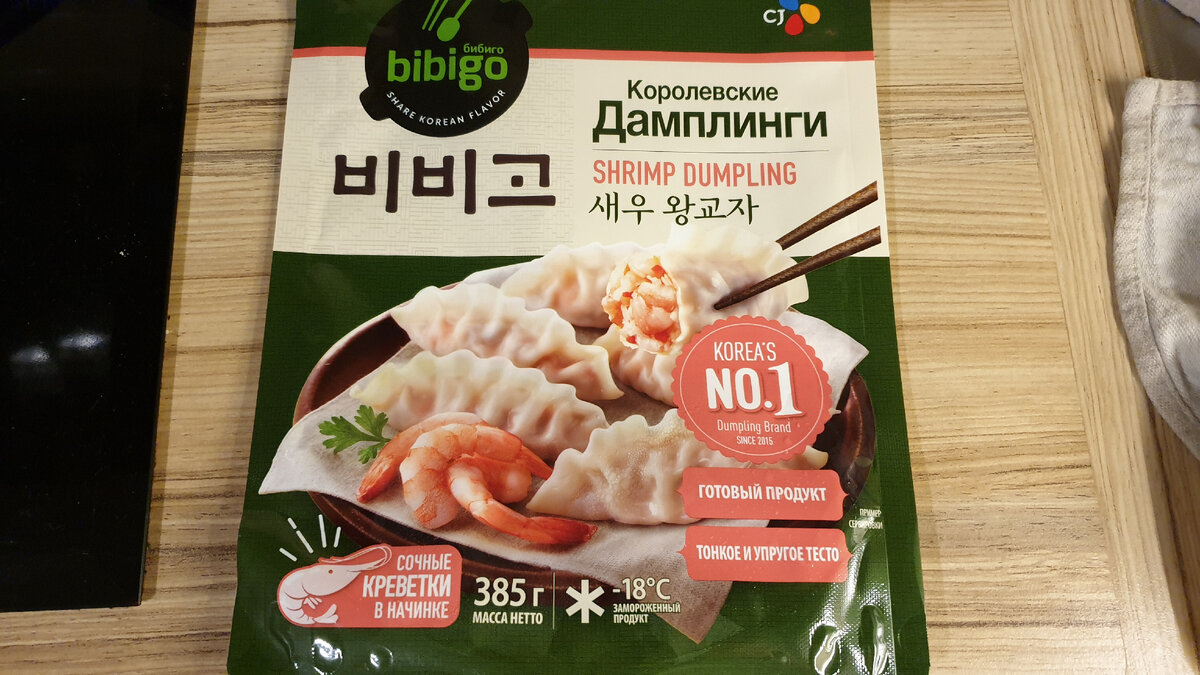 бибиго
bibigo
SHARE KOREAN FLAVOR
CJ
비비고
Королевские
Дамплинги
SHRIMP DUMPLING
새우 왕교자
KOREA'S
NO.1
Dumpling Brand
SINCE 2015
ГОТОВЫЙ ПРОДУКТ
ТОНКОЕ И УПРУГОЕ ТЕСТО
ПРИМЕР
СЕРВИРОВКИ
СОЧНЫЕ
КРЕВЕТКИ
В НАЧИНКЕ
385 г
МАССА НЕТТО
-18°C
ЗАМОРОЖЕННЫЙ
ПРОДУКТ